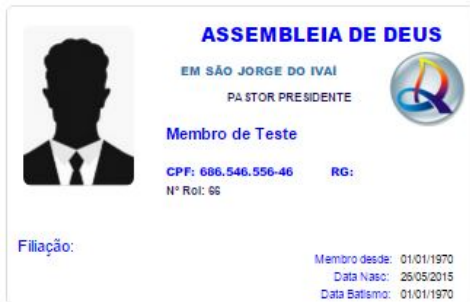 ASSEMBLEIA DE DEUS
EM SÃO JORGE DO IVAÍ
PASTOR PRESIDENTE
Membro de Teste
CPF: 686.546.556-46 RG:
Nº Rol: 66
Filiação:
Membro desde: 01/01/1970
Data Nasc: 26/05/2015
Data Batismo: 01/01/1970